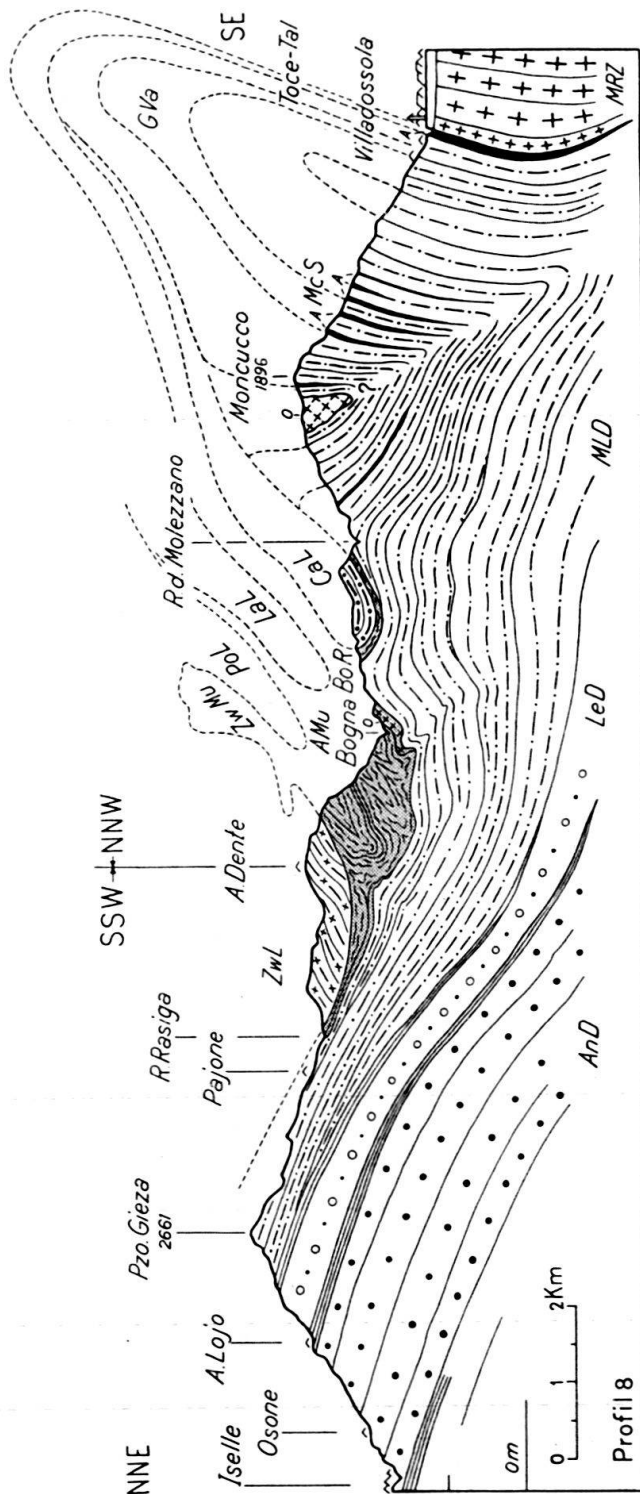 NNE
SSW NNW
SE
Iselle
Osone
A.Lojo
Pzo.Gieza
2661
Pajone
R.Rasiga
ZwL
A.Dente
ZwMu
PoL
LaL
CaL
AMu
Bogna
BoR.
O
Rd.Molezzano
O
Moncucco
1896
?
A
McS
A
GVa
Toce-Tal
Villadossola
A
A
MRZ
MLD
LeD
AnD
0m
0 1 2Km
Profil 8